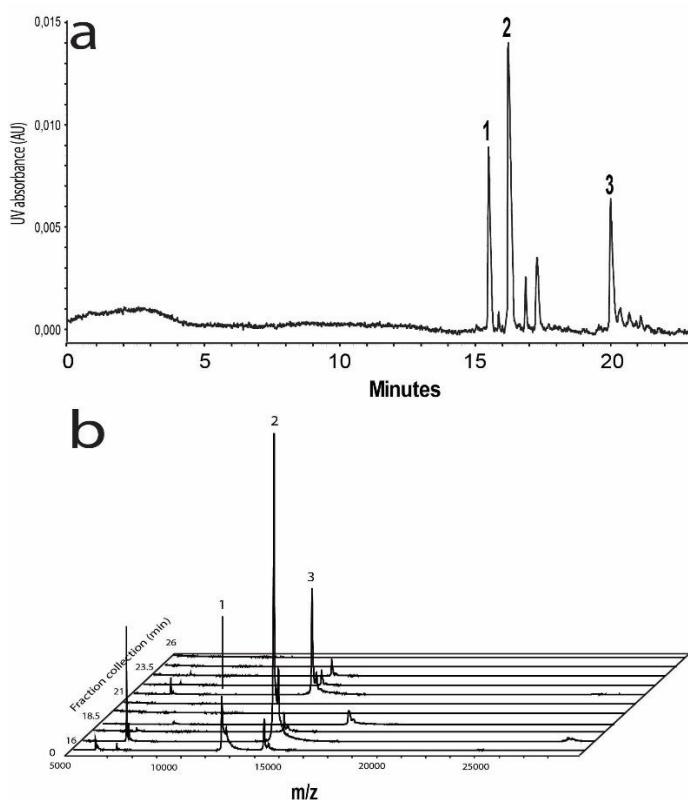 a
0,015
0,010
0,005
0,000
UV absorbance (AU)
1
2
3
0 5 10 15 20
Minutes
b
2
1
3
Fraction collection (min)
26
23.5
21
18.5
16
0
5000 10000 15000 20000 25000
m/z